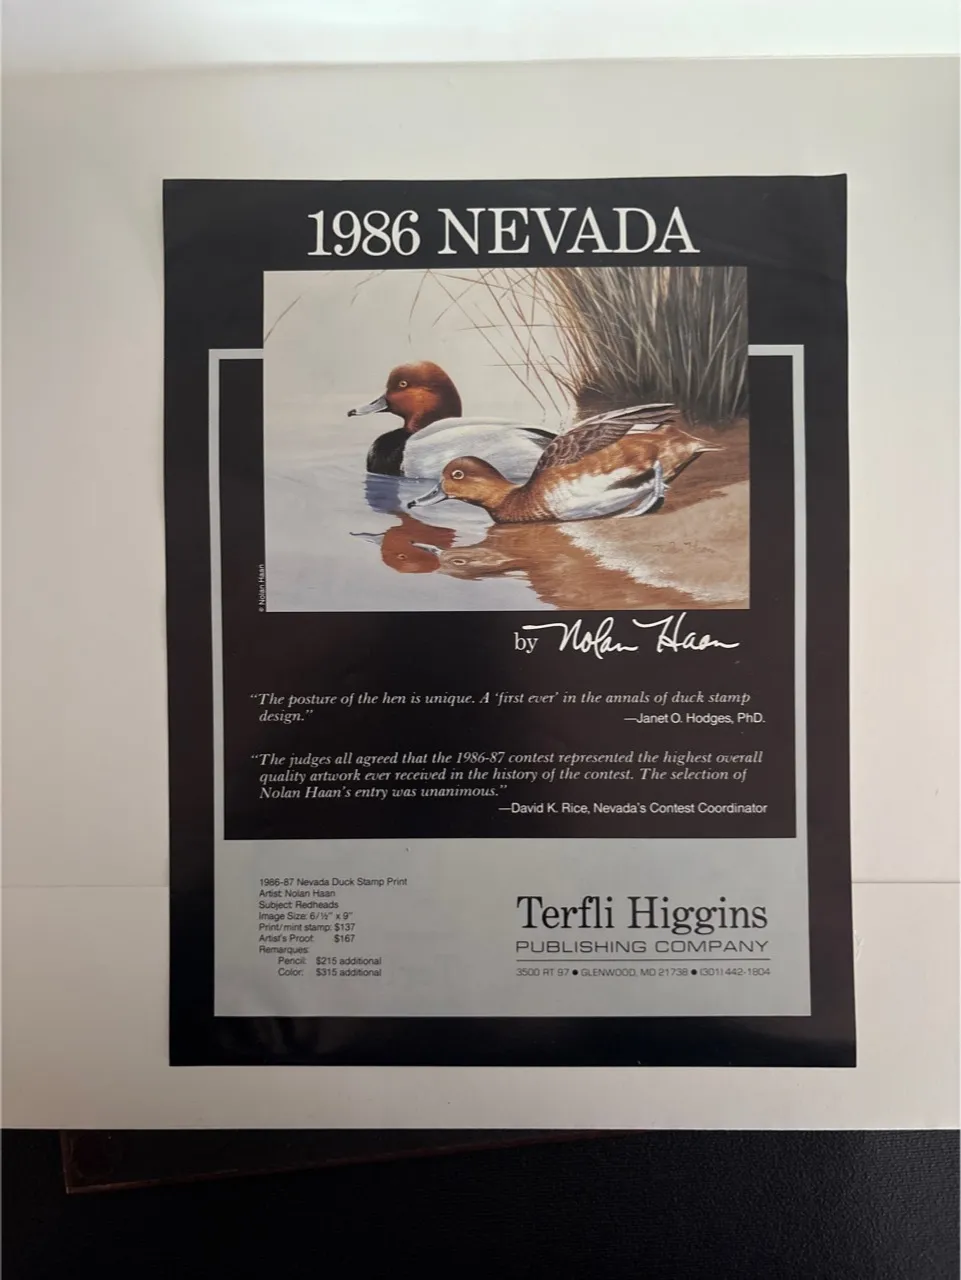 1986 NEVADA
© Nolan Haan
by Nolan Haan
"The posture of the hen is unique. A 'first ever' in the annals of duck stamp
design."
—Janet O. Hodges, PhD.
"The judges all agreed that the 1986-87 contest represented the highest overall
quality artwork ever received in the history of the contest. The selection of
Nolan Haan's entry was unanimous."
—David K. Rice, Nevada's Contest Coordinator
1986-87 Nevada Duck Stamp Print
Artist: Nolan Haan
Subject: Redheads
Image Size: 6/½" x 9"
Print/mint stamp: $137
Artist's Proof: $167
Remarques:
Pencil: $215 additional
Color: $315 additional
Terfli Higgins
PUBLISHING COMPANY
3500 RT 97 ● GLENWOOD, MD 21738 ● (301) 442-1804